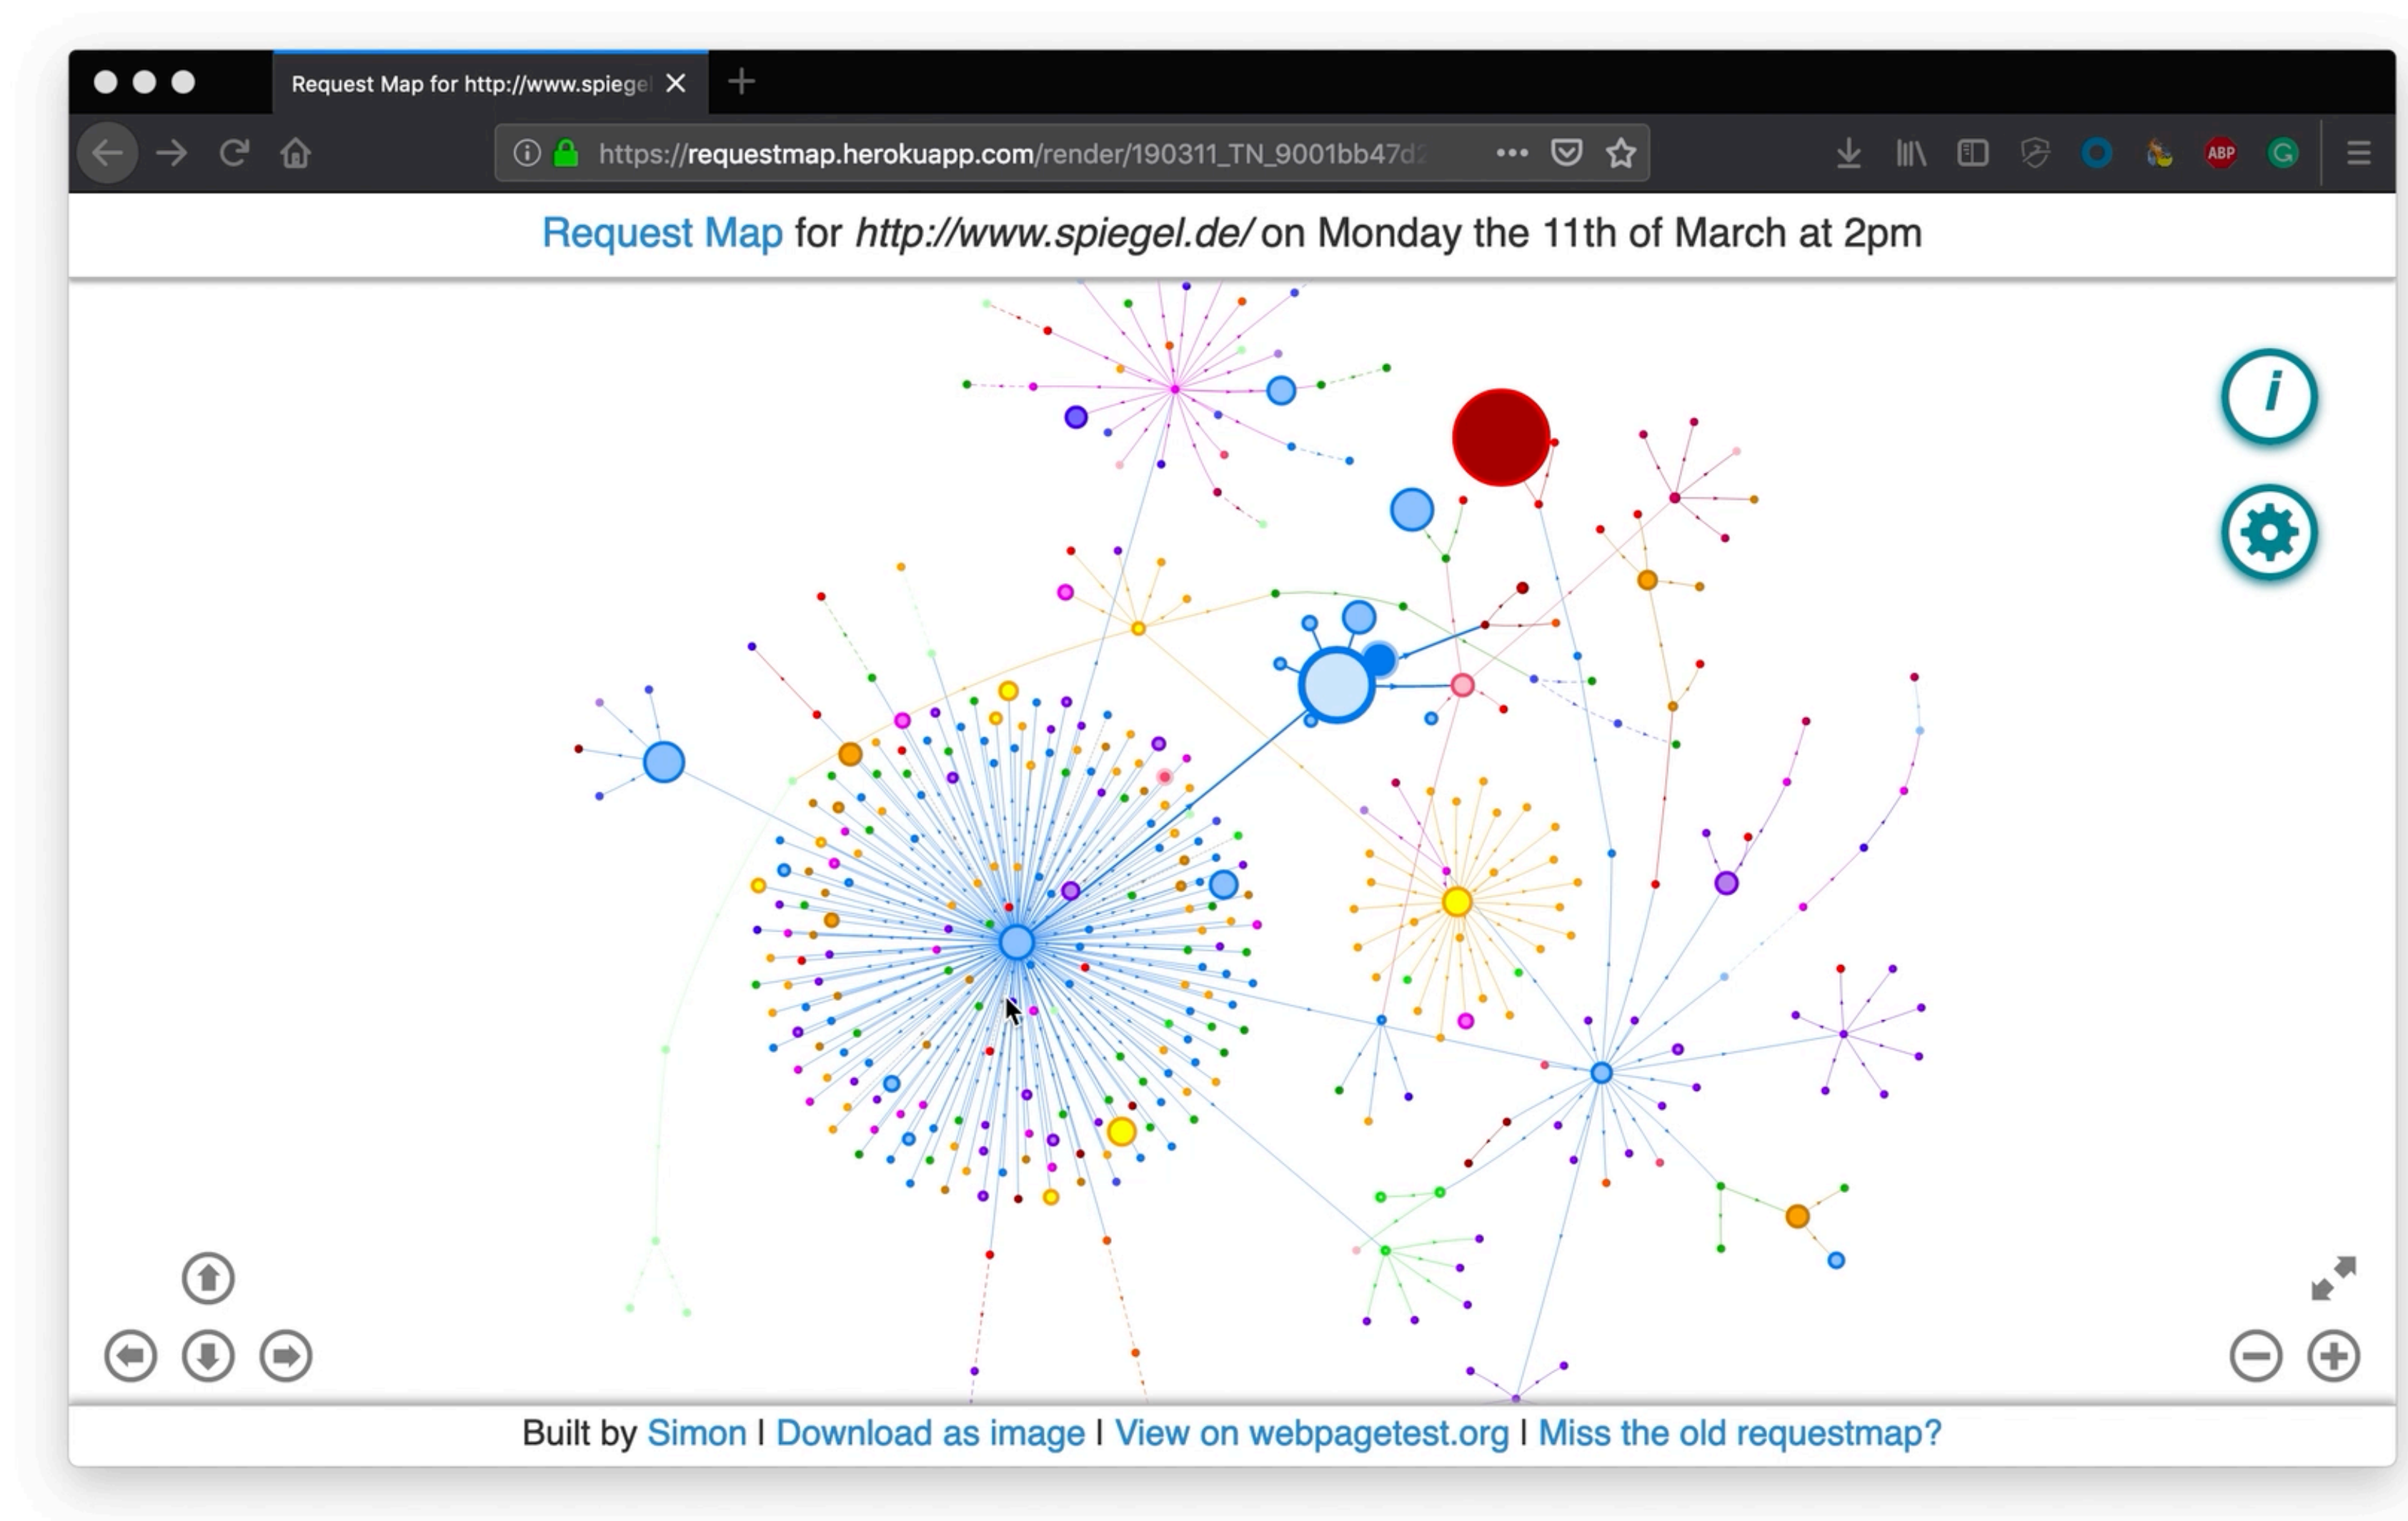 Request Map for http://www.spiege
https://requestmap.herokuapp.com/render/190311_TN_9001bb47d2
ABP
G
Request Map for http://www.spiegel.de/ on Monday the 11th of March at 2pm
i
Built by Simon | Download as image | View on webpagetest.org | Miss the old requestmap?